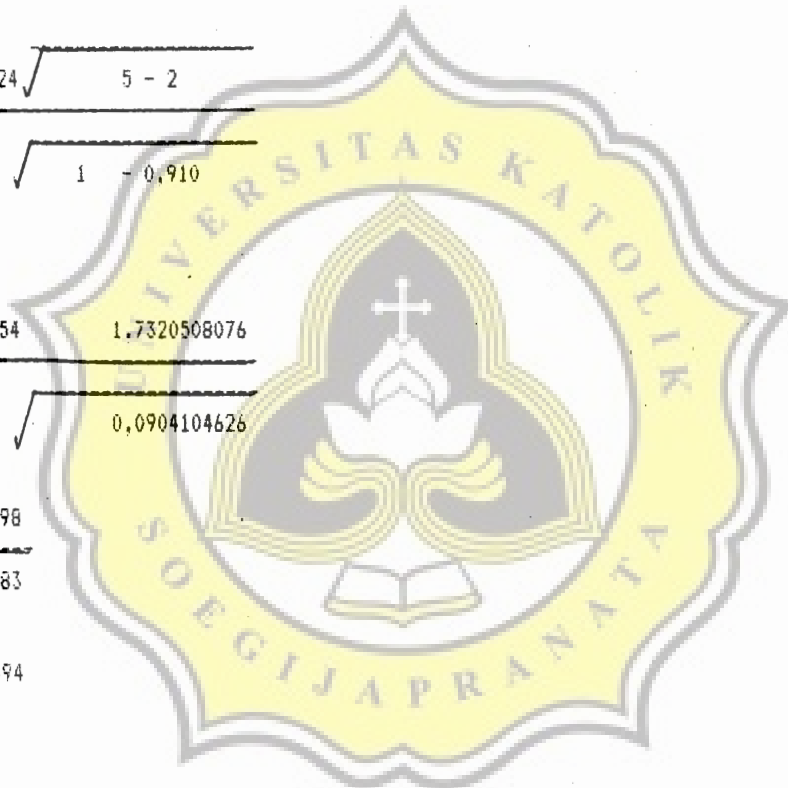 24√ 5 - 2
√ 1 - 0,910
54 1.7320508076
√ 0,0904104626
98
83
94
UNIVERSITAS KATOLIK
SOEGIJAPRANATA